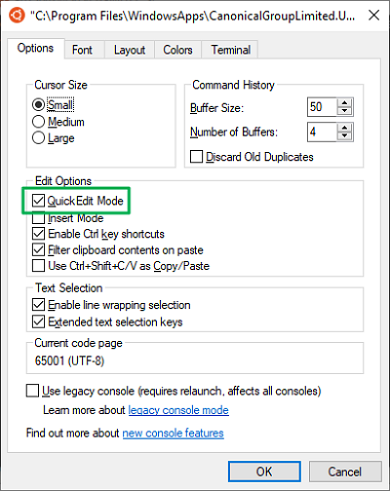 "C:\Program Files\WindowsApps\CanonicalGroupLimited.U...
Options Font Layout Colors Terminal
Cursor Size
Small
Medium
Large
Command History
Buffer Size: 50
Number of Buffers: 4
Discard Old Duplicates
Edit Options
QuickEdit Mode
Insert Mode
Enable Ctrl key shortcuts
Filter clipboard contents on paste
Use Ctrl+Shift+C/V as Copy/Paste
Text Selection
Enable line wrapping selection
Extended text selection keys
Current code page
65001 (UTF-8)
Use legacy console (requires relaunch, affects all consoles)
Learn more about legacy console mode
Find out more about new console features
OK Cancel